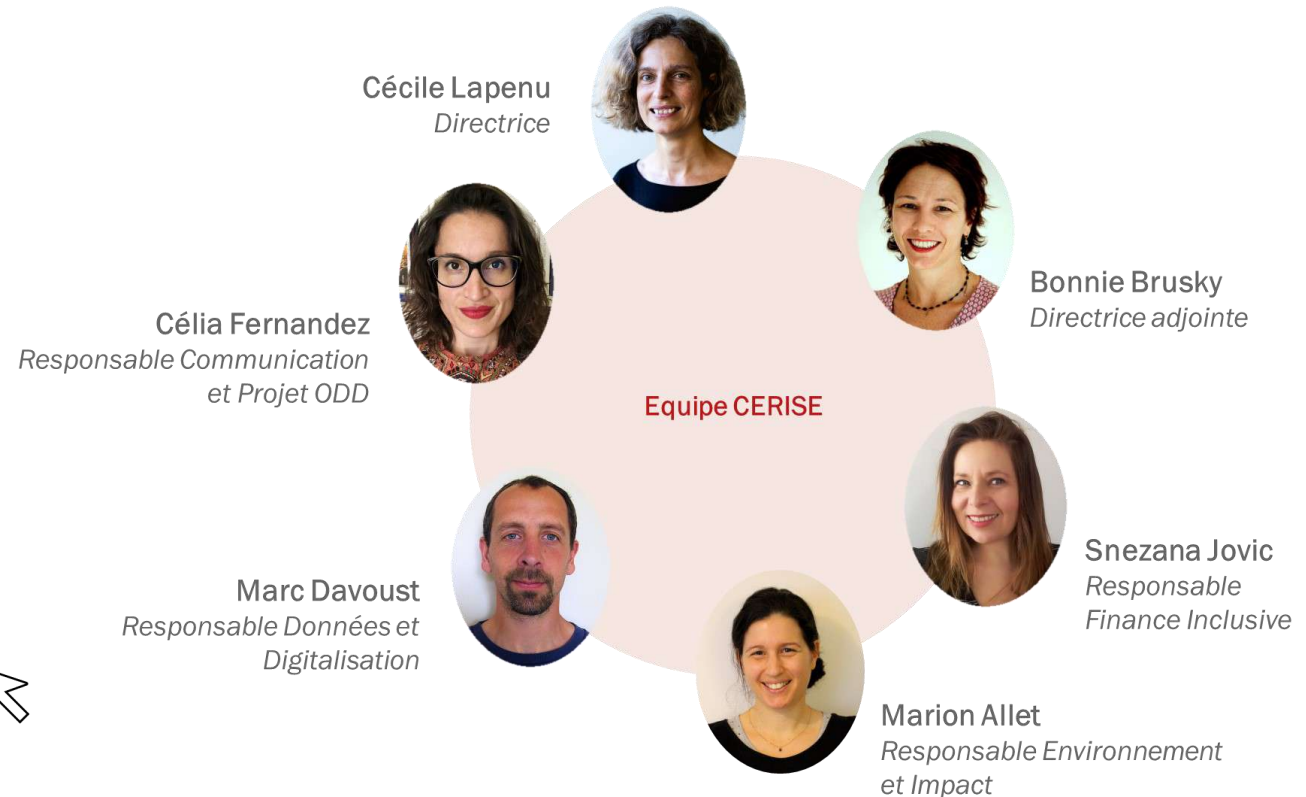 Cécile Lapenu
Directrice
Bonnie Brusky
Directrice adjointe
Célia Fernandez
Responsable Communication
et Projet ODD
Equipe CERISE
Snezana Jovic
Responsable
Finance Inclusive
Marc Davoust
Responsable Données et
Digitalisation
Marion Allet
Responsable Environnement
et Impact